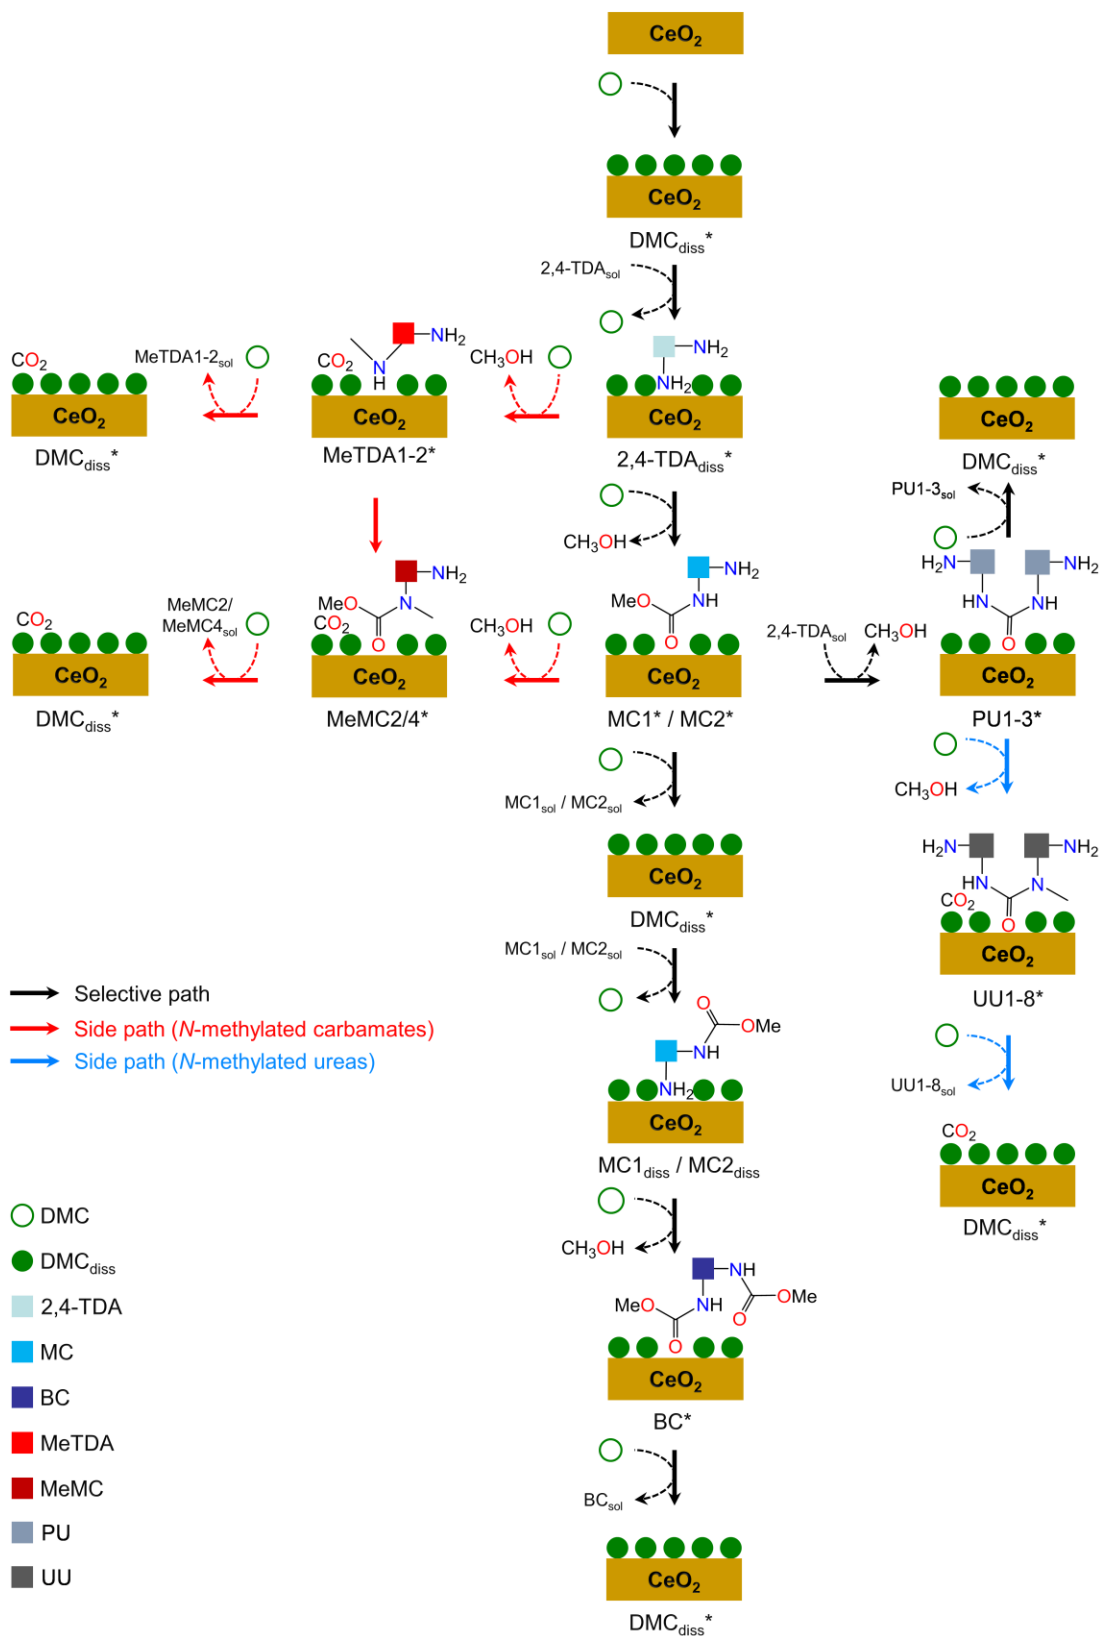 CeO2
CeO2
DMCdiss*
2,4-TDAsol
CO2
CeO2
DMCdiss*
MeTDA1-2sol
CO2
NH2
N
H
CeO2
MeTDA1-2*
CH3OH
NH2
NH2
CeO2
2,4-TDAdiss*
CeO2
DMCdiss*
PU1-3sol
CH3OH
CO2
CeO2
DMCdiss*
MeMC2/
MeMC4sol
NH2
MeO
N
CO2
O
CeO2
MeMC2/4*
CH3OH
NH2
MeO
NH
O
CeO2
MC1* / MC2*
2,4-TDAsol
CH3OH
H2N
NH2
HN
NH
O
CeO2
PU1-3*
MC1sol / MC2sol
CH3OH
CeO2
DMCdiss*
H2N
NH2
HN
N
CO2
O
CeO2
UU1-8*
MC1sol / MC2sol
Selective path
Side path (N-methylated carbamates)
Side path (N-methylated ureas)
O
OMe
NH
NH2
CeO2
MC1diss / MC2diss
UU1-8sol
CO2
CeO2
DMCdiss*
CH3OH
NH
MeO
NH
OMe
O
O
CeO2
BC*
BCsol
CeO2
DMCdiss*
DMC
DMCdiss
2,4-TDA
MC
BC
MeTDA
MeMC
PU
UU